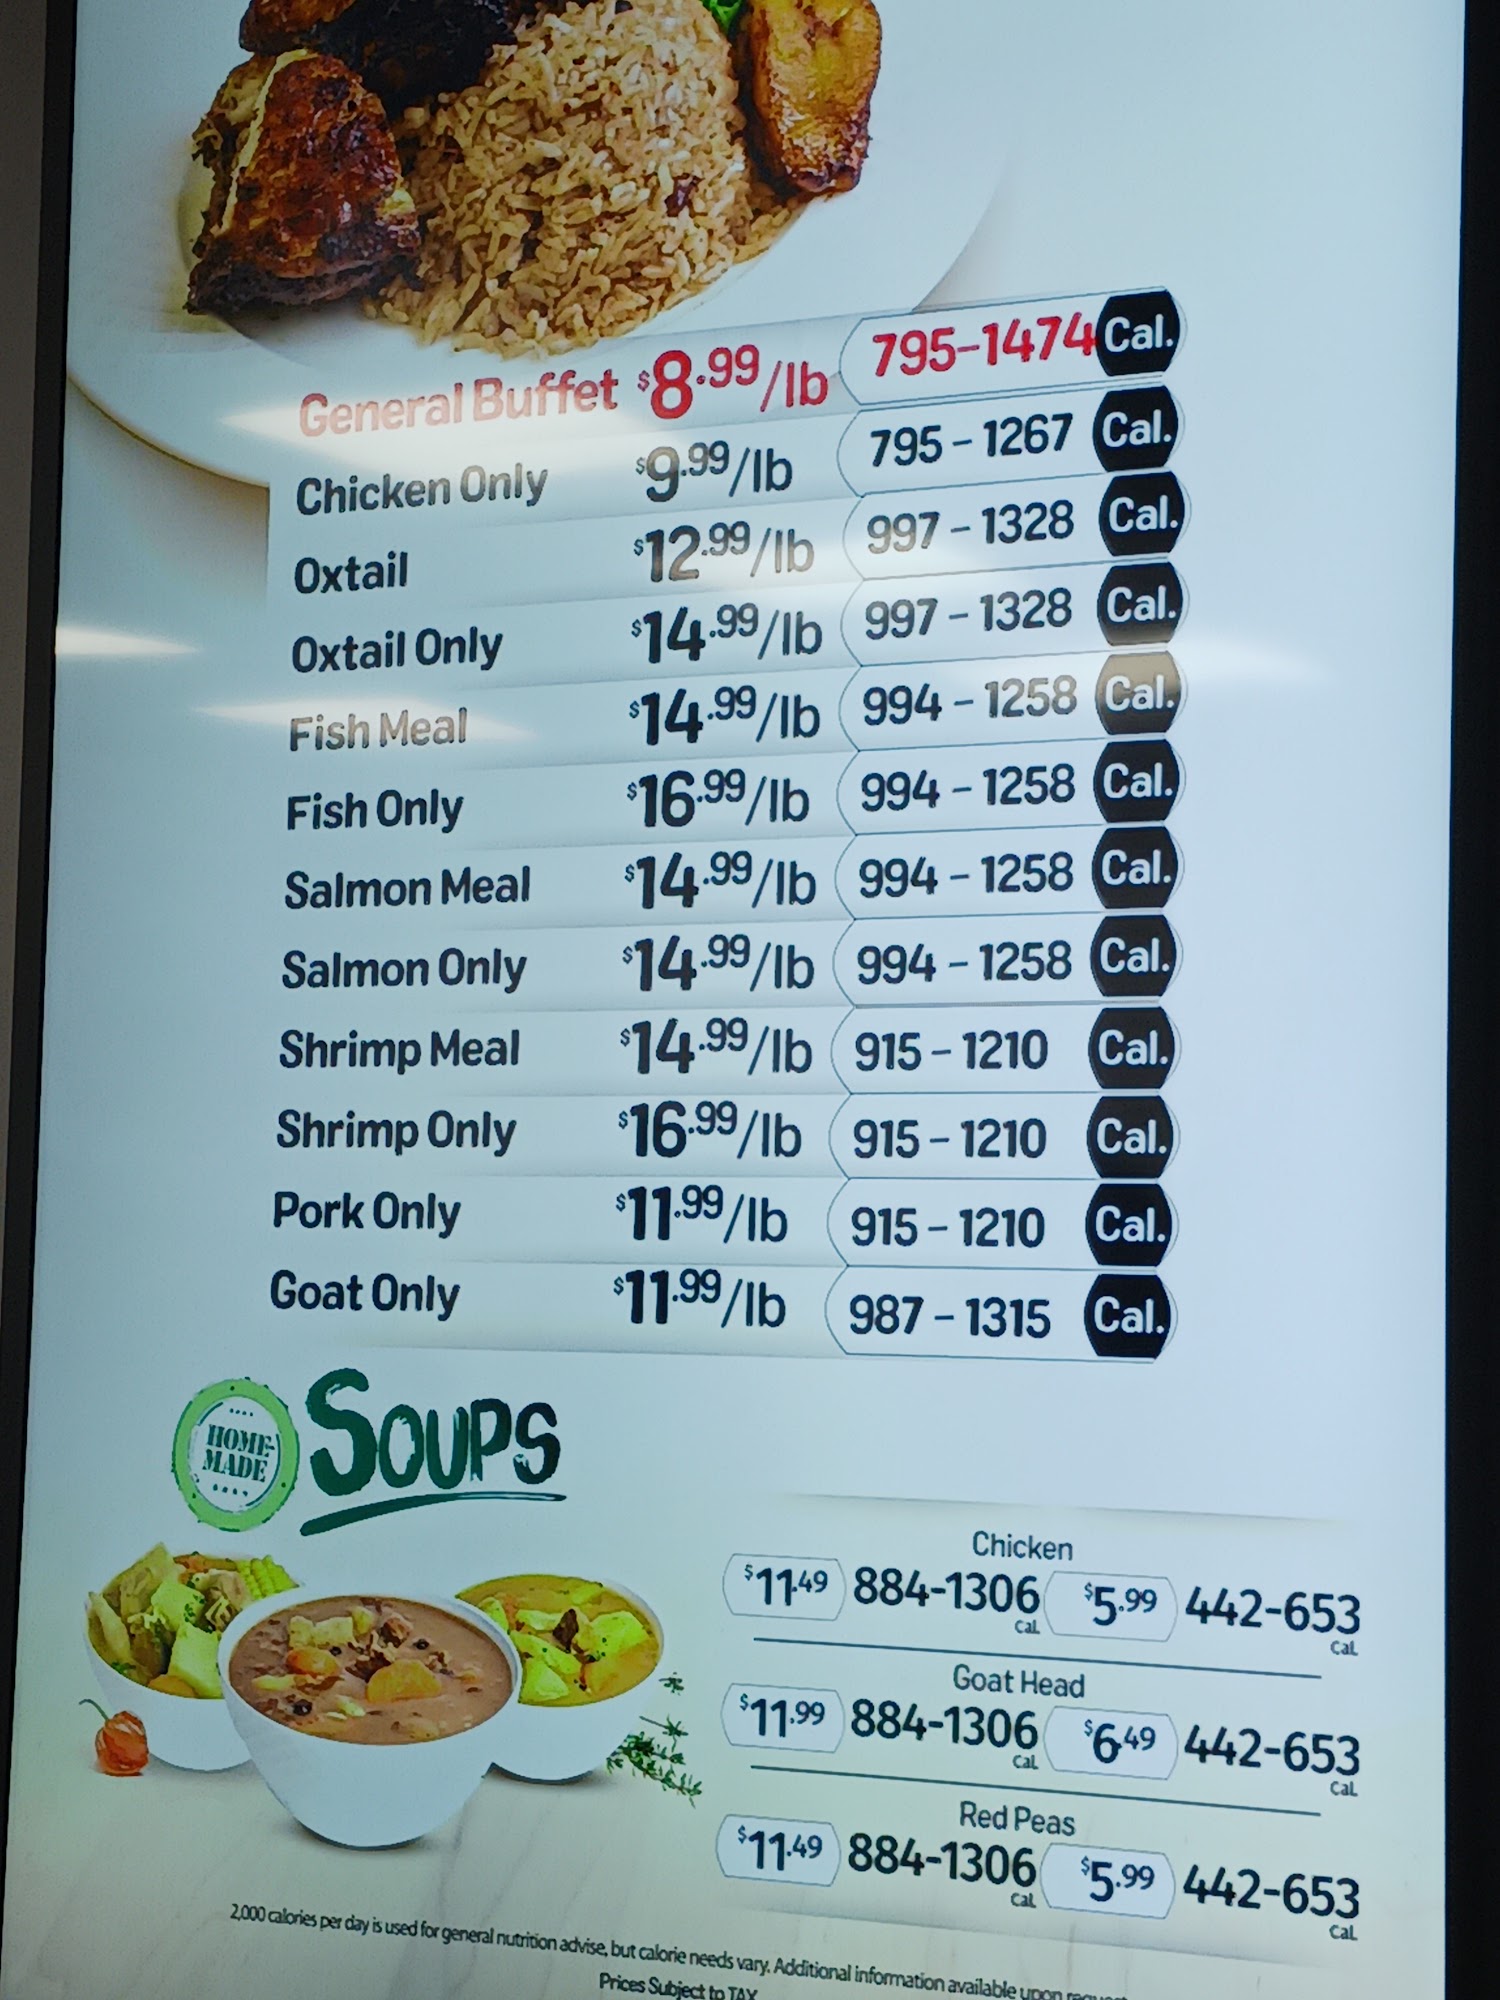 General Buffet $8.99/lb 795-1474 Cal.
Chicken Only $9.99/lb 795 - 1267 Cal.
Oxtail $12.99/lb 997 - 1328 Cal.
Oxtail Only $14.99/lb 997 - 1328 Cal.
Fish Meal $14.99/lb 994 - 1258 Cal.
Fish Only $16.99/lb 994 - 1258 Cal.
Salmon Meal $14.99/lb 994 - 1258 Cal.
Salmon Only $14.99/lb 994 - 1258 Cal.
Shrimp Meal $14.99/lb 915 - 1210 Cal.
Shrimp Only $16.99/lb 915 - 1210 Cal.
Pork Only $11.99/lb 915 - 1210 Cal.
Goat Only $11.99/lb 987 - 1315 Cal.
HOME-
MADE
SOUPS
Chicken
$11.49 884-1306 Cal. $5.99 442-653 Cal.
Goat Head
$11.99 884-1306 Cal. $6.49 442-653 Cal.
Red Peas
$11.49 884-1306 Cal. $5.99 442-653 Cal.
2,000 calories per day is used for general nutrition advise, but calorie needs vary. Additional information available upon
Prices Subject to TAX